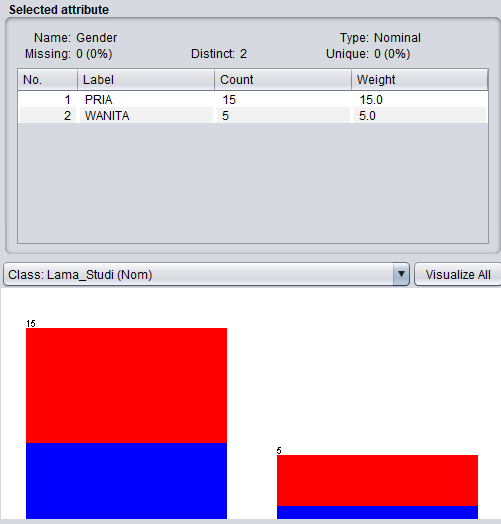 Selected attribute
Name: Gender Type: Nominal
Missing: 0 (0%) Distinct: 2 Unique: 0 (0%)
No. Label Count Weight
1 PRIA 15 15.0
2 WANITA 5 5.0
Class: Lama_Studi (Nom) Visualize All
15
5